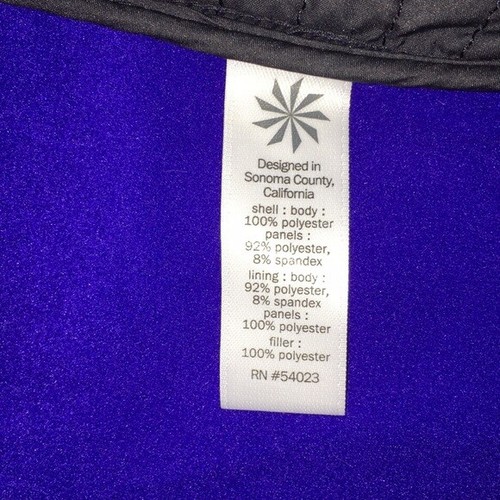 Designed in
Sonoma County,
California
shell : body :
100% polyester
panels :
92% polyester,
8% spandex
lining : body :
92% polyester,
8% spandex
panels :
100% polyester
filler :
100% polyester
RN #54023